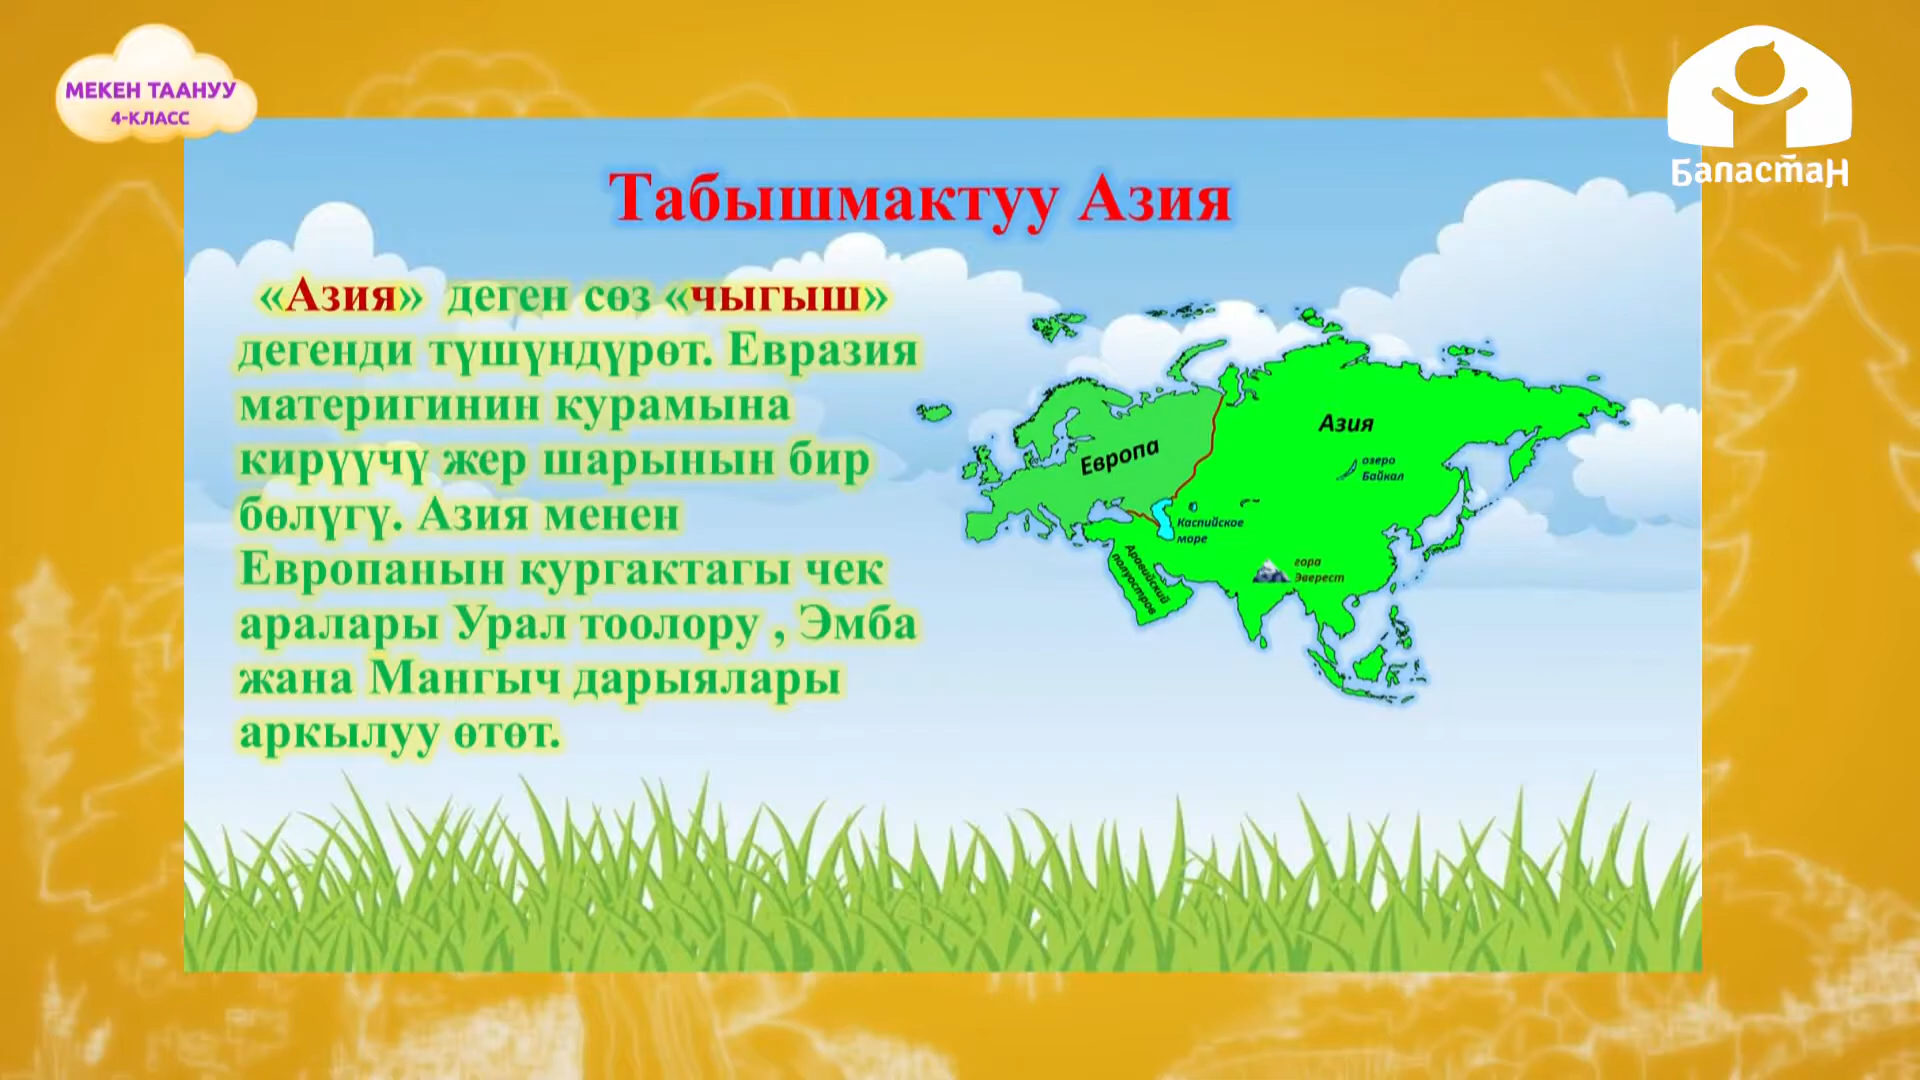 МЕКЕН ТААНУУ
4-КЛАСС
Баластан
Табышмактуу Азия
«Азия» деген сөз «чыгыш»
дегенди түшүндүрөт. Евразия
материгинин курамына
кирүүчү жер шарынын бир
бөлүгү. Азия менен
Европанын кургактагы чек
аралары Урал тоолору , Эмба
жана Мангыч дарыялары
аркылуу өтөт.
Азия
Европа
озеро
Байкал
Каспийское
море
гора
Эверест
Аравийский
полуостров